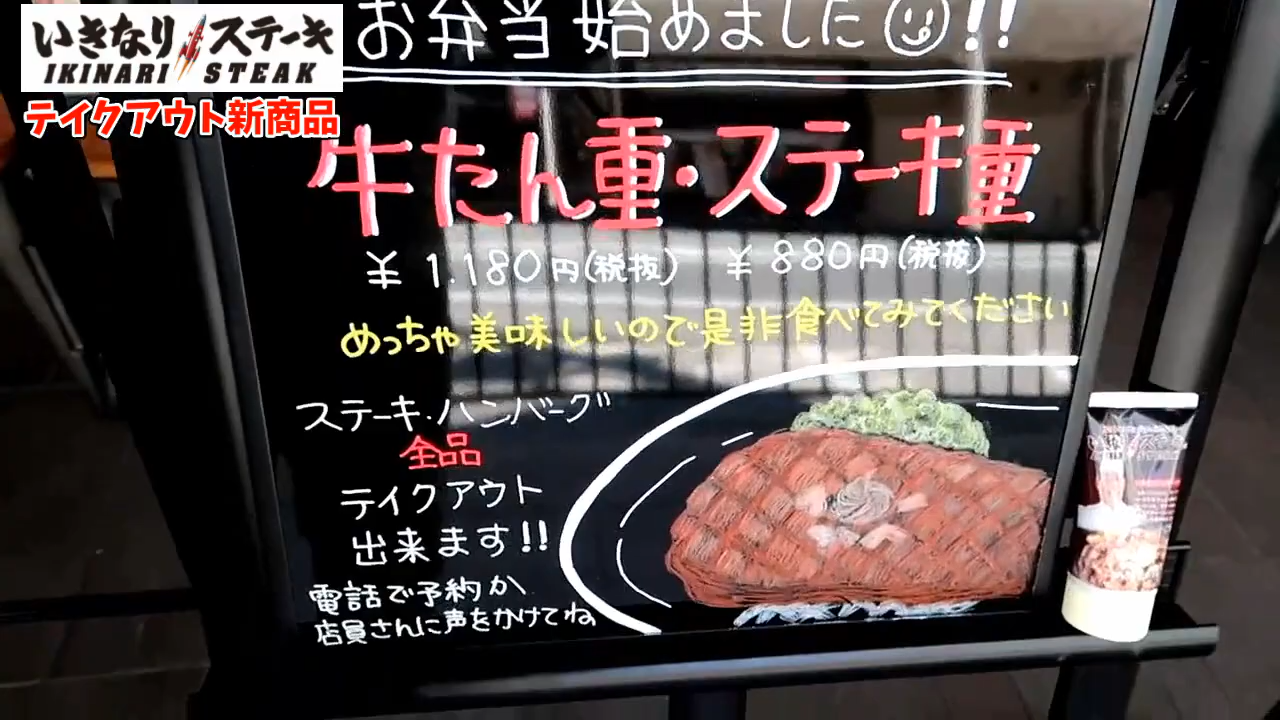 いきなりステーキ
IKINARI STEAK
テイクアウト新商品
お弁当始めました!!
牛たん重・ステーキ重
¥1.180円(税抜) ¥880円(税抜)
めっちゃ美味しいので是非食べてみてください
ステーキ・ハンバーグ
全品
テイクアウト
出来ます!!
電話で予約か、
店員さんに声をかけてね